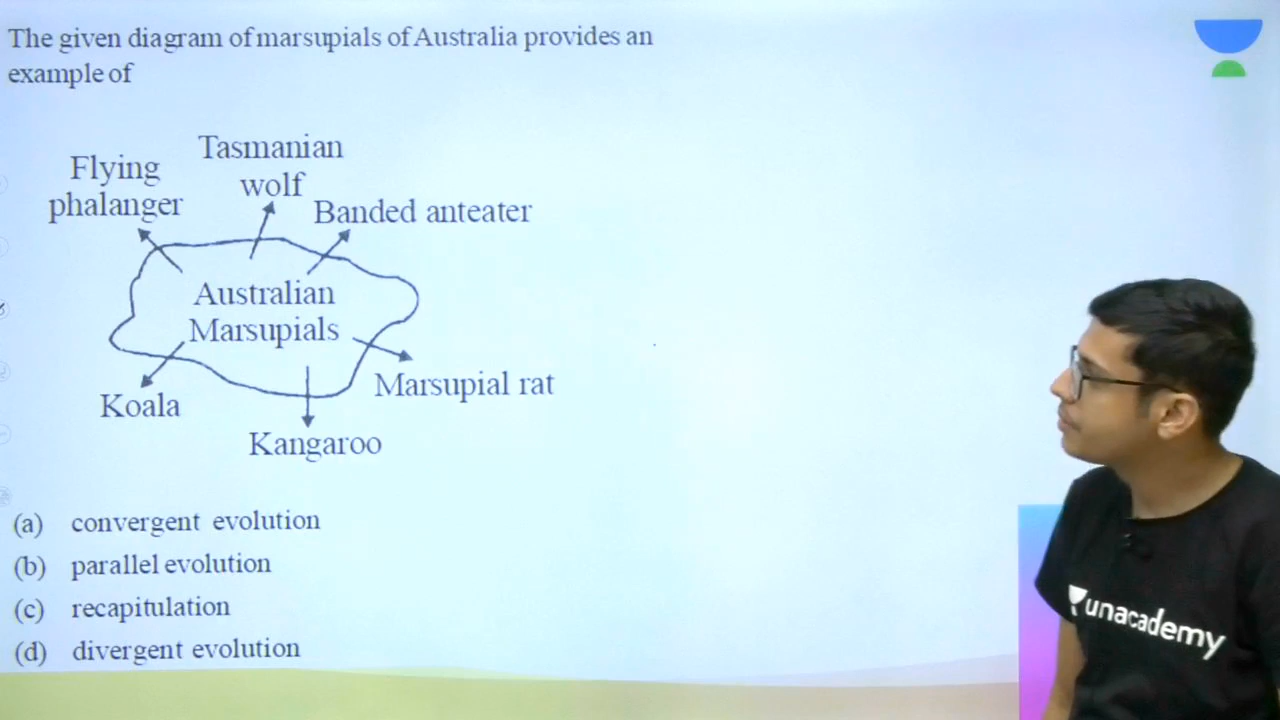 The given diagram of marsupials of Australia provides an
example of
Tasmanian
wolf
Flying
phalanger
Banded anteater
Australian
Marsupials
Marsupial rat
Koala
Kangaroo
(a) convergent evolution
(b) parallel evolution
(c) recapitulation
(d) divergent evolution
unacademy